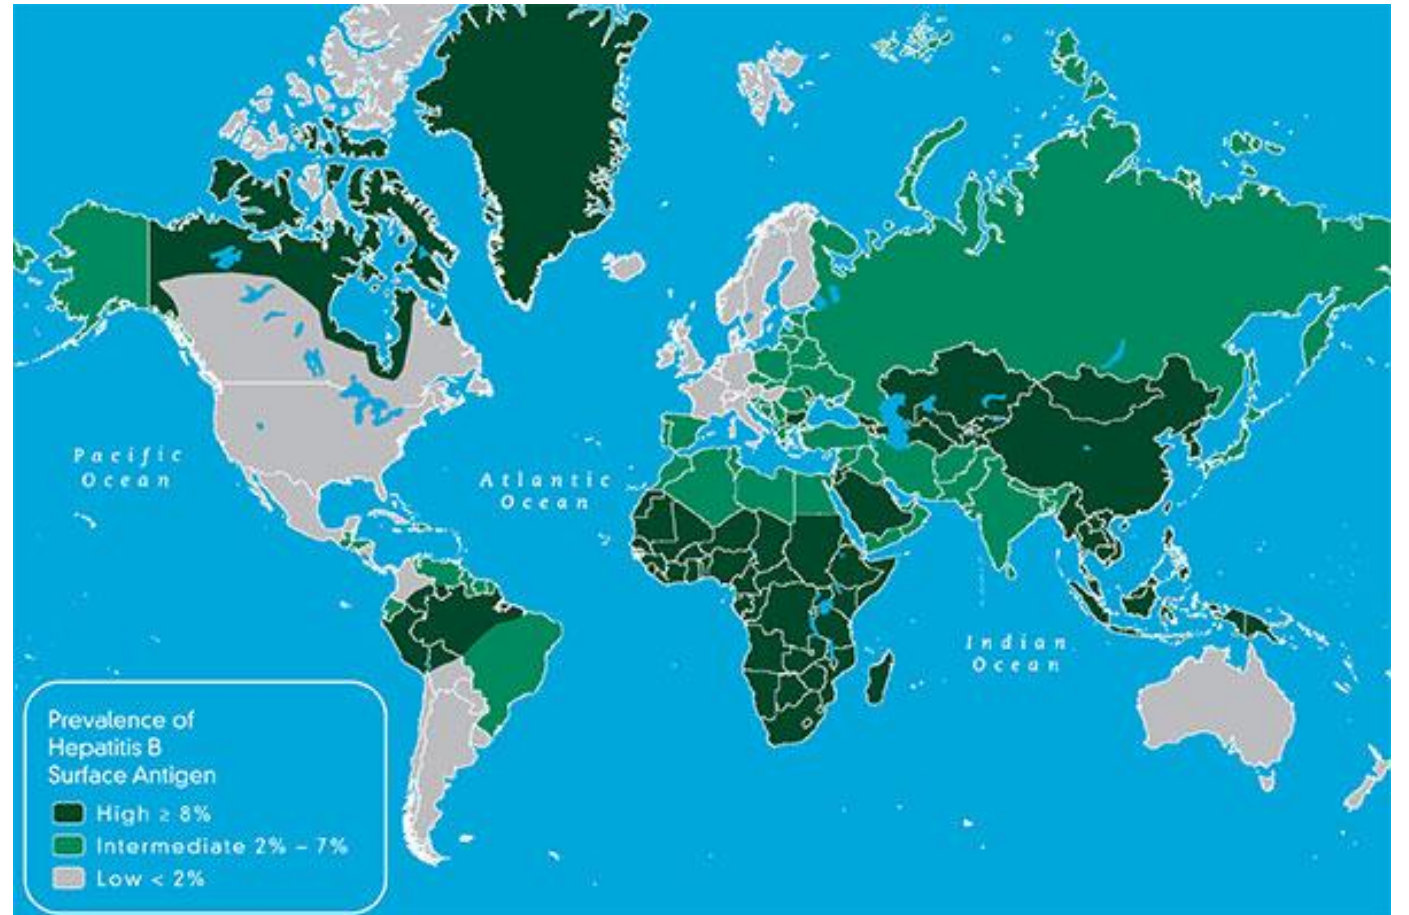 Pacific
Ocean
Atlantic
Ocean
Indian
Ocean
Prevalence of
Hepatitis B
Surface Antigen
High ≥ 8%
Intermediate 2% – 7%
Low < 2%